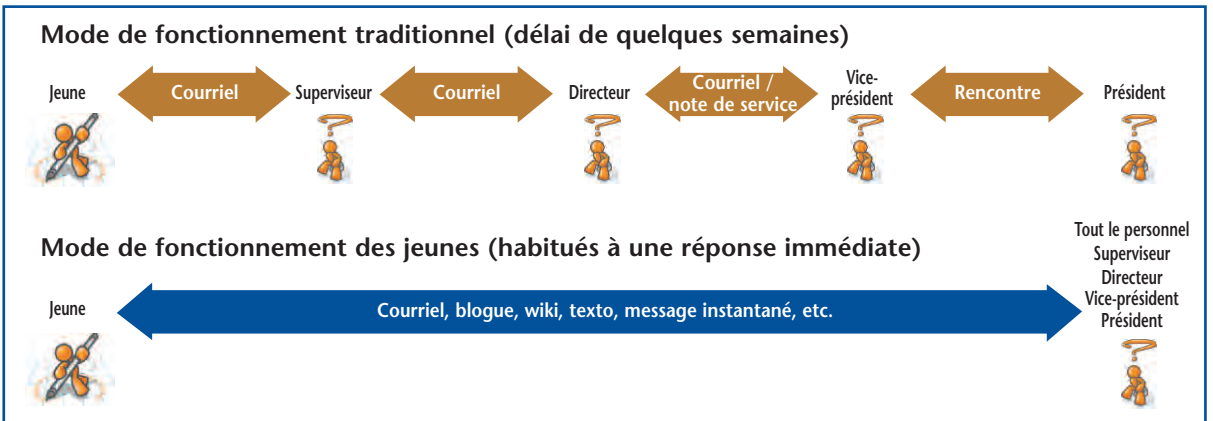 Mode de fonctionnement traditionnel (délai de quelques semaines)
Jeune
Courriel
Superviseur
Courriel
Directeur
Courriel /
note de service
Vice-
président
Rencontre
Président
Mode de fonctionnement des jeunes (habitués à une réponse immédiate)
Jeune
Courriel, blogue, wiki, texto, message instantané, etc.
Tout le personnel
Superviseur
Directeur
Vice-président
Président